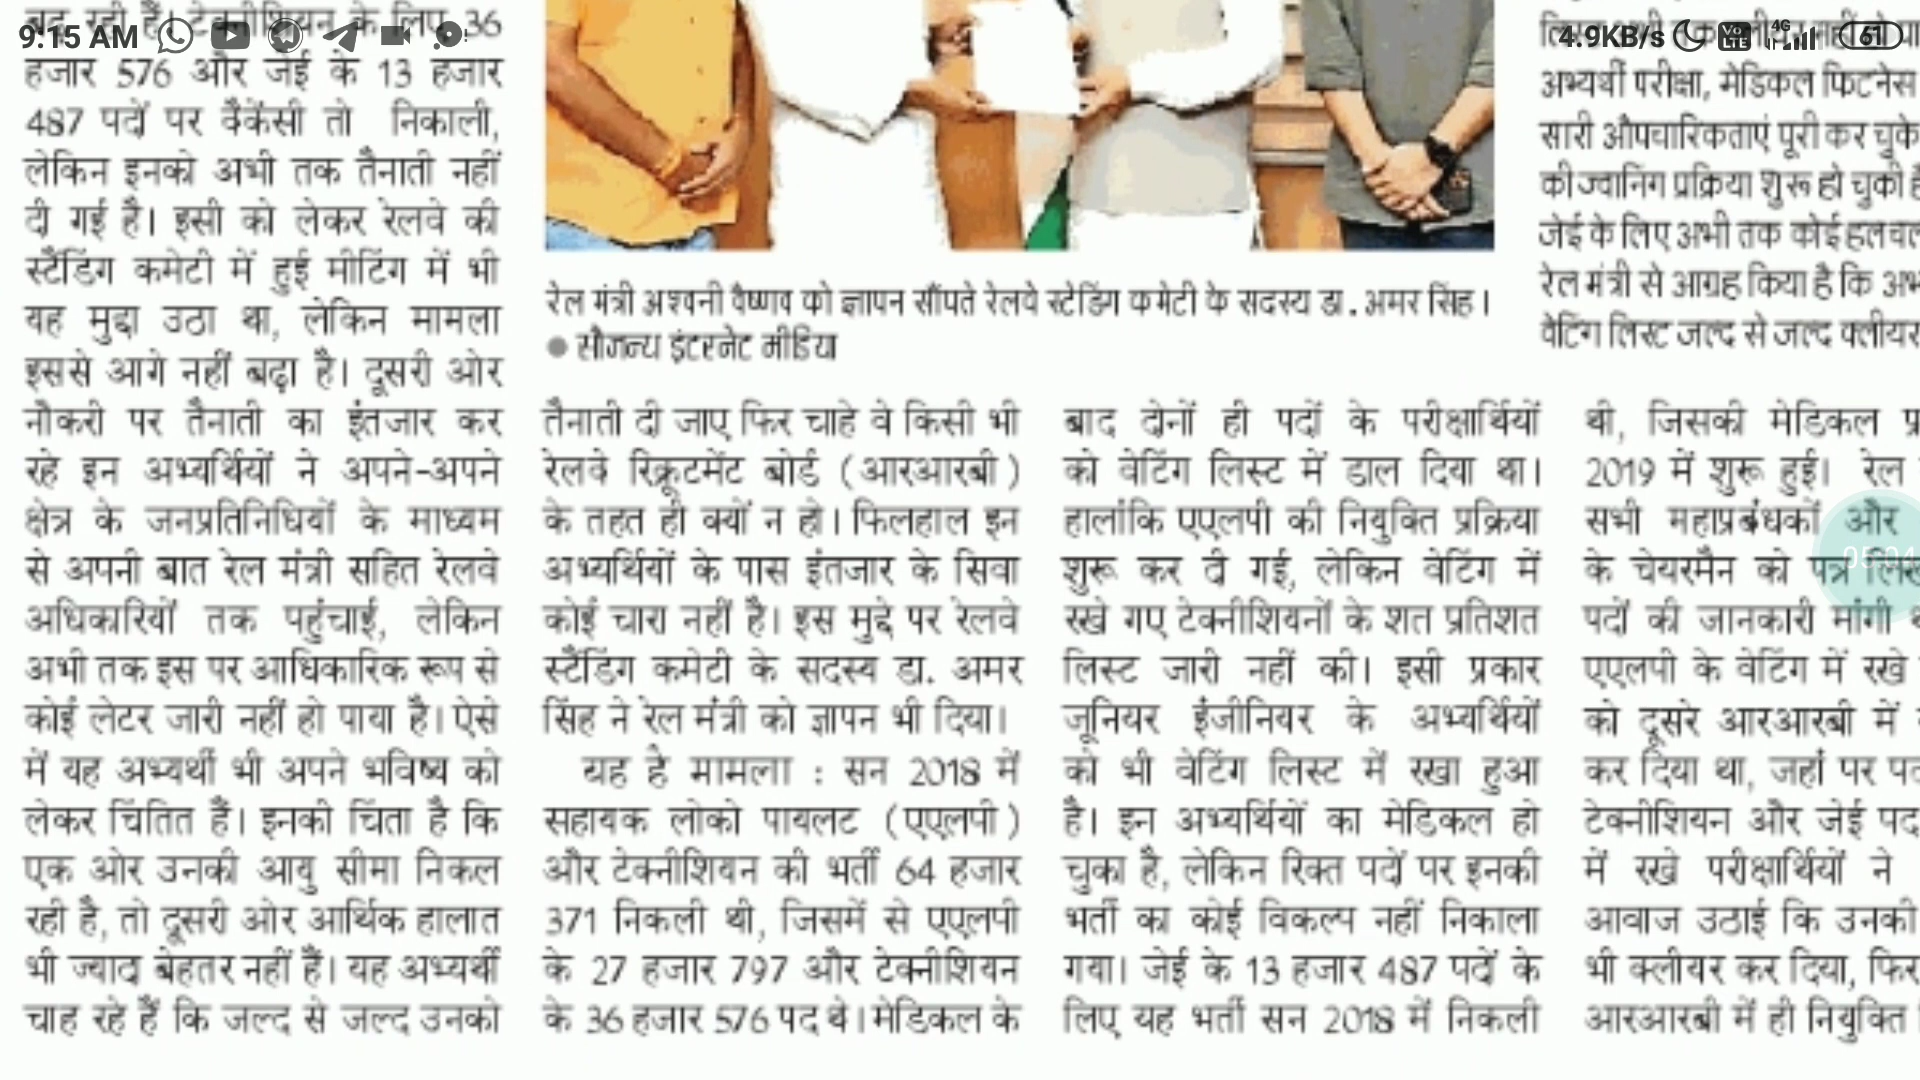 9:15 AM
4.9KB/s
4G
VO
LTE
61
बढ़ रही है। टेक्नीशियन के लिए 36
हजार 576 और जेई के 13 हजार
487 पदों पर वैकेंसी तो निकाली,
लेकिन इनको अभी तक तैनाती नहीं
दी गई है। इसी को लेकर रेलवे की
स्टैंडिंग कमेटी में हुई मीटिंग में भी
यह मुद्दा उठा था, लेकिन मामला
इससे आगे नहीं बढ़ा है। दूसरी ओर
नौकरी पर तैनाती का इंतजार कर
रहे इन अभ्यर्थियों ने अपने-अपने
क्षेत्र के जनप्रतिनिधियों के माध्यम
से अपनी बात रेल मंत्री सहित रेलवे
अधिकारियों तक पहुंचाई, लेकिन
अभी तक इस पर आधिकारिक रूप से
कोई लेटर जारी नहीं हो पाया है। ऐसे
में यह अभ्यर्थी भी अपने भविष्य को
लेकर चिंतित हैं। इनकी चिंता है कि
एक ओर उनकी आयु सीमा निकल
रही है, तो दूसरी ओर आर्थिक हालात
भी ज्यादा बेहतर नहीं हैं। यह अभ्यर्थी
चाह रहे हैं कि जल्द से जल्द उनको
रेल मंत्री अश्वनी वैष्णव को ज्ञापन सौंपते रेलवे स्टेडिंग कमेटी के सदस्य डा. अमर सिंह।
● सौजन्य इंटरनेट मीडिया
तैनाती दी जाए फिर चाहे वे किसी भी
रेलवे रिक्रूटमेंट बोर्ड (आरआरबी)
के तहत ही क्यों न हो। फिलहाल इन
अभ्यर्थियों के पास इंतजार के सिवा
कोई चारा नहीं है। इस मुद्दे पर रेलवे
स्टैंडिंग कमेटी के सदस्य डा. अमर
सिंह ने रेल मंत्री को ज्ञापन भी दिया।
यह है मामला : सन 2018 में
सहायक लोको पायलट (एएलपी)
और टेक्नीशियन की भर्ती 64 हजार
371 निकली थी, जिसमें से एएलपी
के 27 हजार 797 और टेक्नीशियन
के 36 हजार 576 पद थे। मेडिकल के
बाद दोनों ही पदों के परीक्षार्थियों
को वेटिंग लिस्ट में डाल दिया था।
हालांकि एएलपी की नियुक्ति प्रक्रिया
शुरू कर दी गई, लेकिन वेटिंग में
रखे गए टेक्नीशियनों के शत प्रतिशत
लिस्ट जारी नहीं की। इसी प्रकार
जूनियर इंजीनियर के अभ्यर्थियों
को भी वेटिंग लिस्ट में रखा हुआ
है। इन अभ्यर्थियों का मेडिकल हो
चुका है, लेकिन रिक्त पदों पर इनकी
भर्ती का कोई विकल्प नहीं निकाला
गया। जेई के 13 हजार 487 पदों के
लिए यह भर्ती सन 2018 में निकली
अभ्यर्थी परीक्षा, मेडिकल फिटनेस
सारी औपचारिकताएं पूरी कर चुके
की ज्वानिंग प्रक्रिया शुरू हो चुकी
जेई के लिए अभी तक कोई हलचल
रेल मंत्री से आग्रह किया है कि
वेटिंग लिस्ट जल्द से जल्द क्लीयर
थी, जिसकी मेडिकल
2019 में शुरू हुई। रेल
सभी महाप्रबंधकों और
के चेयरमैन को पत्र
पदों की जानकारी मांगी
एएलपी के वेटिंग में रखे
को दूसरे आरआरबी में
कर दिया था, जहां पर
टेक्नीशियन और जेई पद
में रखे परीक्षार्थियों ने
आवाज उठाई कि उनकी
भी क्लीयर कर दिया, फिर
आरआरबी में ही नियुक्ति
05:04